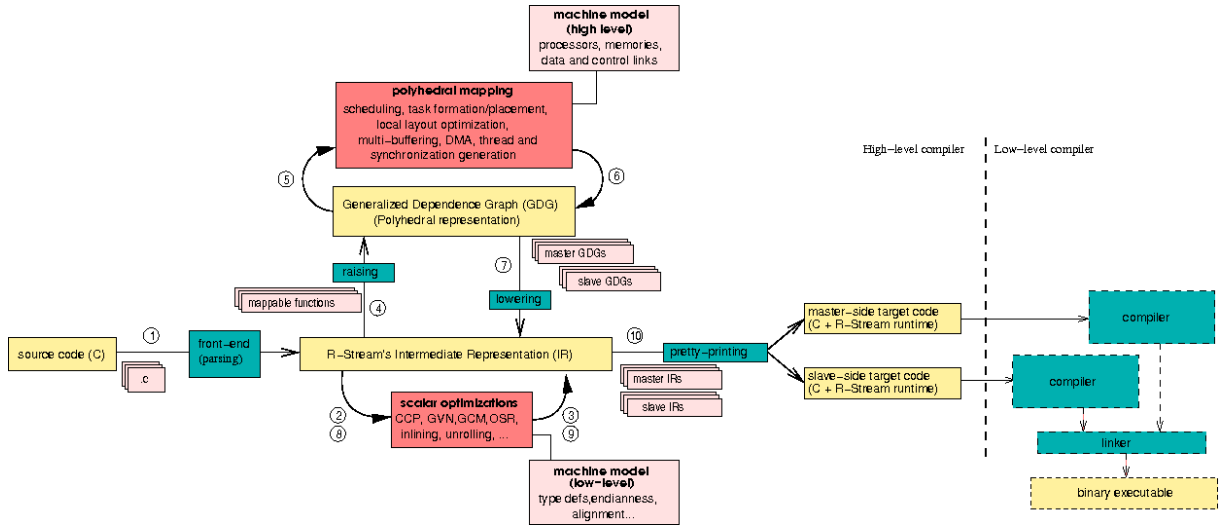 machine model
(high level)
processors, memories,
data and control links
polyhedral mapping
scheduling, task formation/placement,
local layout optimization,
multi-buffering, DMA, thread and
synchronization generation
High-level compiler
Low-level compiler
5
6
Generalized Dependence Graph (GDG)
(Polyhedral representation)
7
master GDGs
slave GDGs
raising
lowering
mappable functions
4
1
source code (C)
.c
front-end
(parsing)
R-Stream's Intermediate Representation (IR)
10
pretty-printing
master IRs
slave IRs
master-side target code
(C + R-Stream runtime)
slave-side target code
(C + R-Stream runtime)
compiler
compiler
linker
binary executable
2
8
scalar optimizations
CCP, GVN,GCM,OSR,
inlining, unrolling, ...
3
9
machine model
(low-level)
type defs,endianness,
alignment...